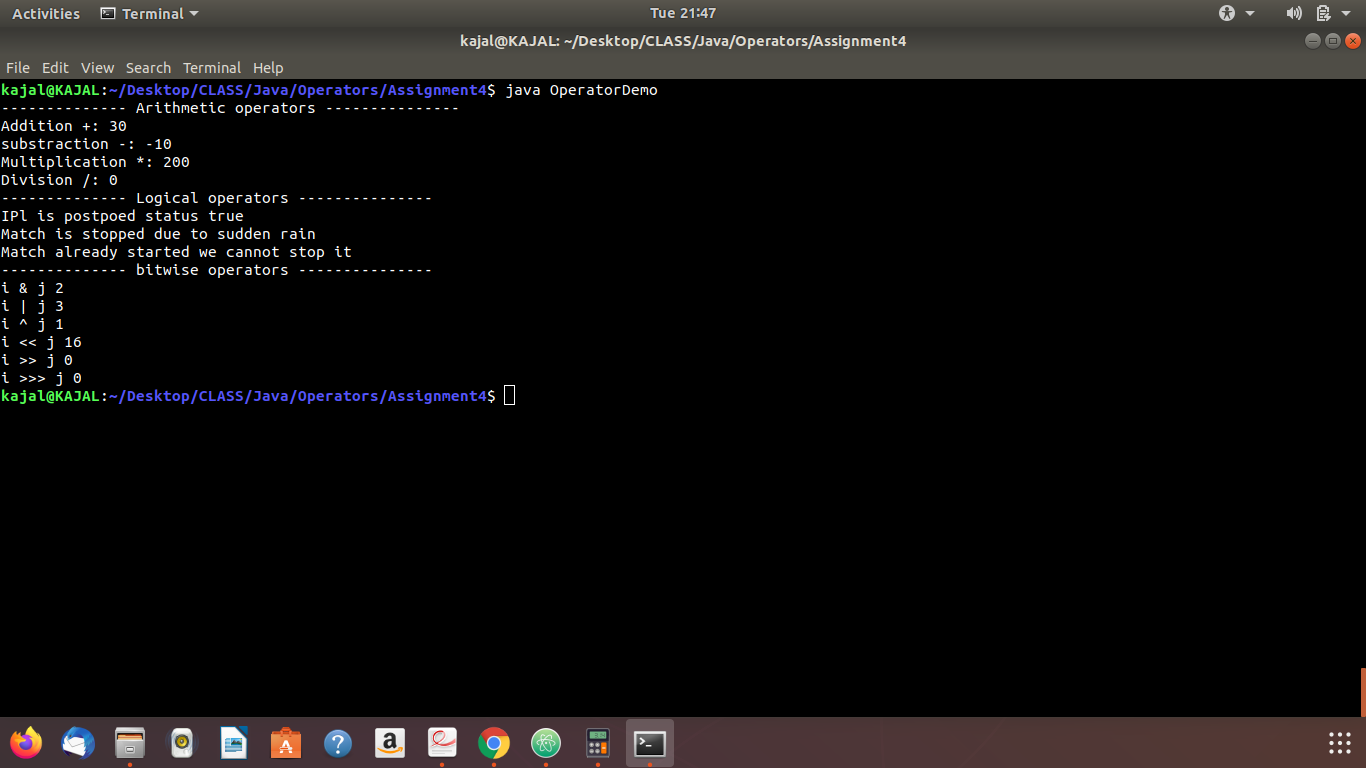 Activities Terminal Tue 21:47
kajal@KAJAL: ~/Desktop/CLASS/Java/Operators/Assignment4
File Edit View Search Terminal Help
kajal@KAJAL:~/Desktop/CLASS/Java/Operators/Assignment4$ java OperatorDemo
-------------- Arithmetic operators ---------------
Addition +: 30
substraction -: -10
Multiplication *: 200
Division /: 0
-------------- Logical operators ---------------
IPl is postpoed status true
Match is stopped due to sudden rain
Match already started we cannot stop it
-------------- bitwise operators ---------------
i & j 2
i | j 3
i ^ j 1
i << j 16
i >> j 0
i >>> j 0
kajal@KAJAL:~/Desktop/CLASS/Java/Operators/Assignment4$